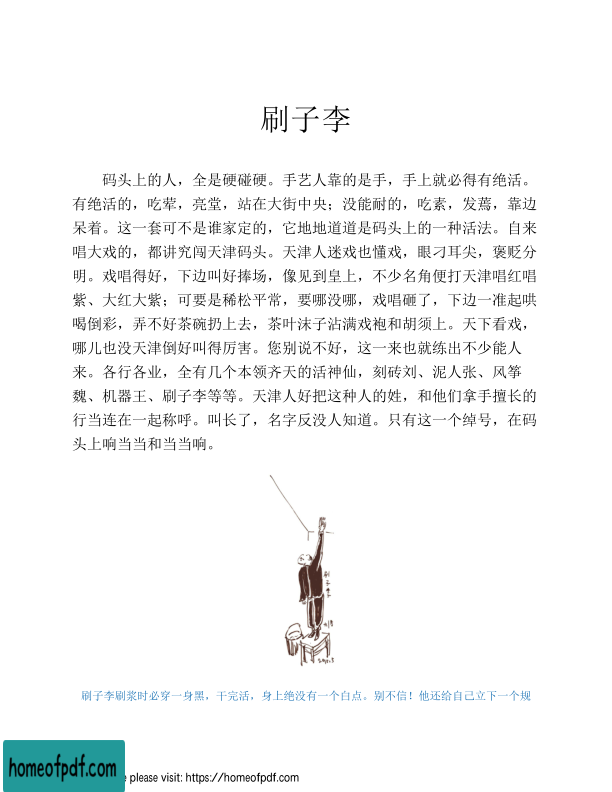 刷子李
码头上的人，全是硬碰硬。手艺人靠的是手，手上就必得有绝活。
有绝活的，吃荤，亮堂，站在大街中央；没能耐的，吃素，发蔫，靠边
呆着。这一套可不是谁家定的，它地地道道是码头上的一种活法。自来
唱大戏的，都讲究闯天津码头。天津人迷戏也懂戏，眼刁耳尖，褒贬分
明。戏唱得好，下边叫好捧场，像见到皇上，不少名角便打天津唱红唱
紫、大红大紫；可要是稀松平常，要哪没哪，戏唱砸了，下边一准起哄
喝倒彩，弄不好茶碗扔上去，茶叶沫子沾满戏袍和胡须上。天下看戏，
哪儿也没天津倒好叫得厉害。您别说不好，这一来也就练出不少能人
来。各行各业，全有几个本领齐天的活神仙，刻砖刘、泥人张、风筝
魏、机器王、刷子李等等。天津人好把这种人的姓，和他们拿手擅长的
行当连在一起称呼。叫长了，名字反没人知道。只有这一个绰号，在码
头上响当当和当当响。
刷子李
刷子李刷浆时必穿一身黑，干完活，身上绝没有一个白点。别不信！他还给自己立下一个规
homeofpdf.com
e please visit: https://homeofpdf.com